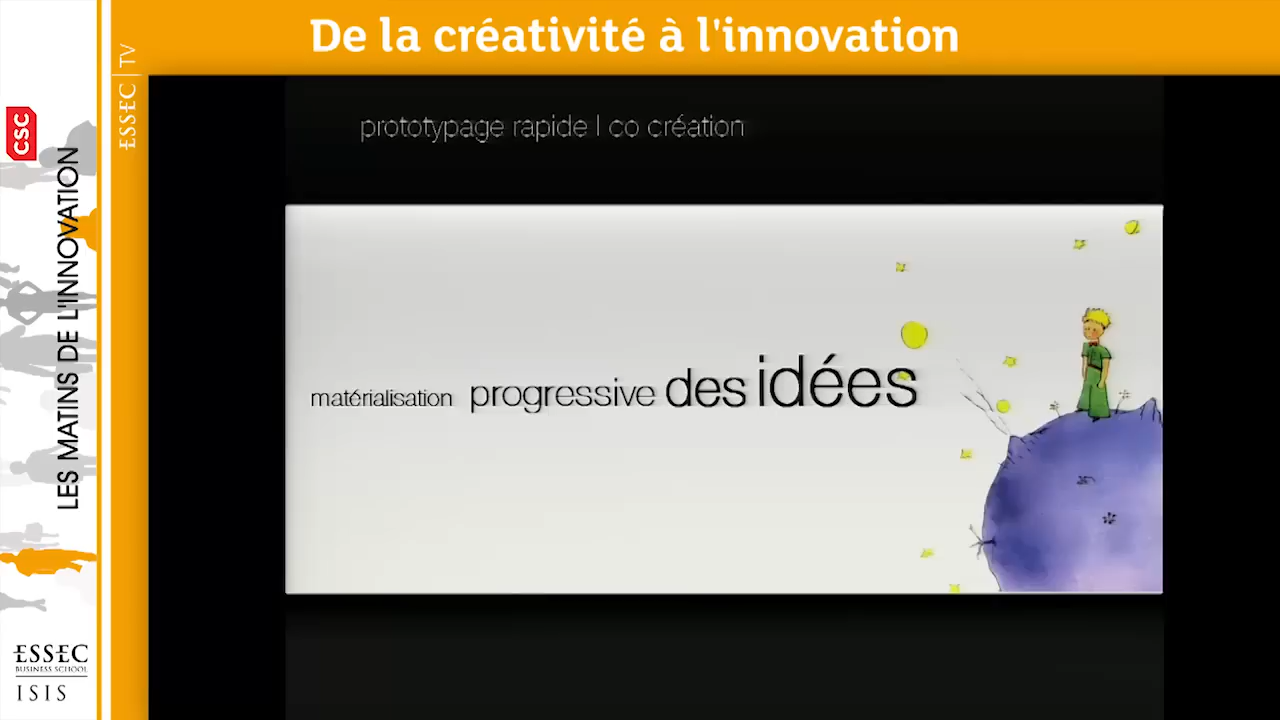 De la créativité à l'innovation
ESSEC | TV
CSC
LES MATINS DE L'INNOVATION
prototypage rapide | co création
matérialisation progressive des idées
ESSEC
BUSINESS SCHOOL
ISIS